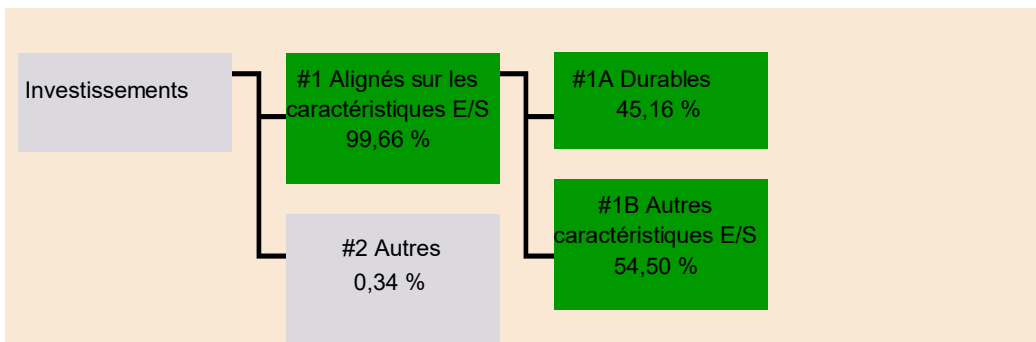 Investissements
#1 Alignés sur les
caractéristiques E/S
99,66 %
#2 Autres
0,34 %
#1A Durables
45,16 %
#1B Autres
caractéristiques E/S
54,50 %